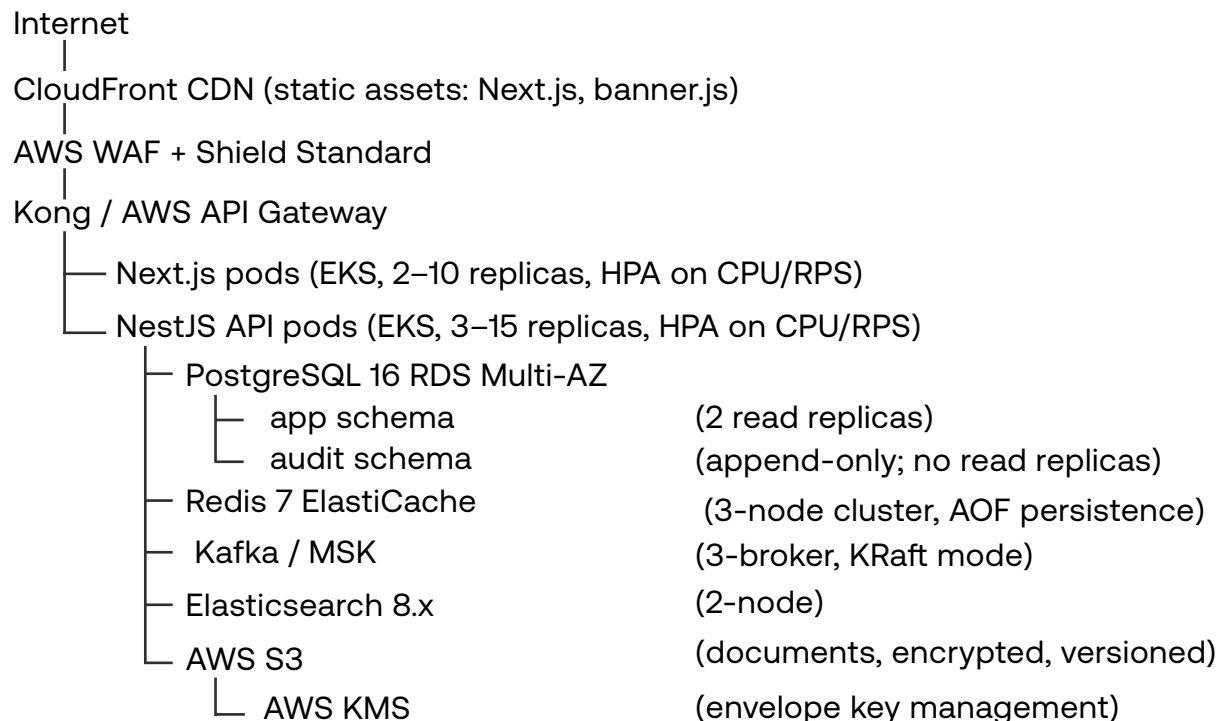 Internet
CloudFront CDN (static assets: Next.js, banner.js)
AWS WAF + Shield Standard
Kong / AWS API Gateway
Next.js pods (EKS, 2–10 replicas, HPA on CPU/RPS)
NestJS API pods (EKS, 3–15 replicas, HPA on CPU/RPS)
PostgreSQL 16 RDS Multi-AZ
app schema (2 read replicas)
audit schema (append-only; no read replicas)
Redis 7 ElastiCache (3-node cluster, AOF persistence)
Kafka / MSK (3-broker, KRaft mode)
Elasticsearch 8.x (2-node)
AWS S3 (documents, encrypted, versioned)
AWS KMS (envelope key management)